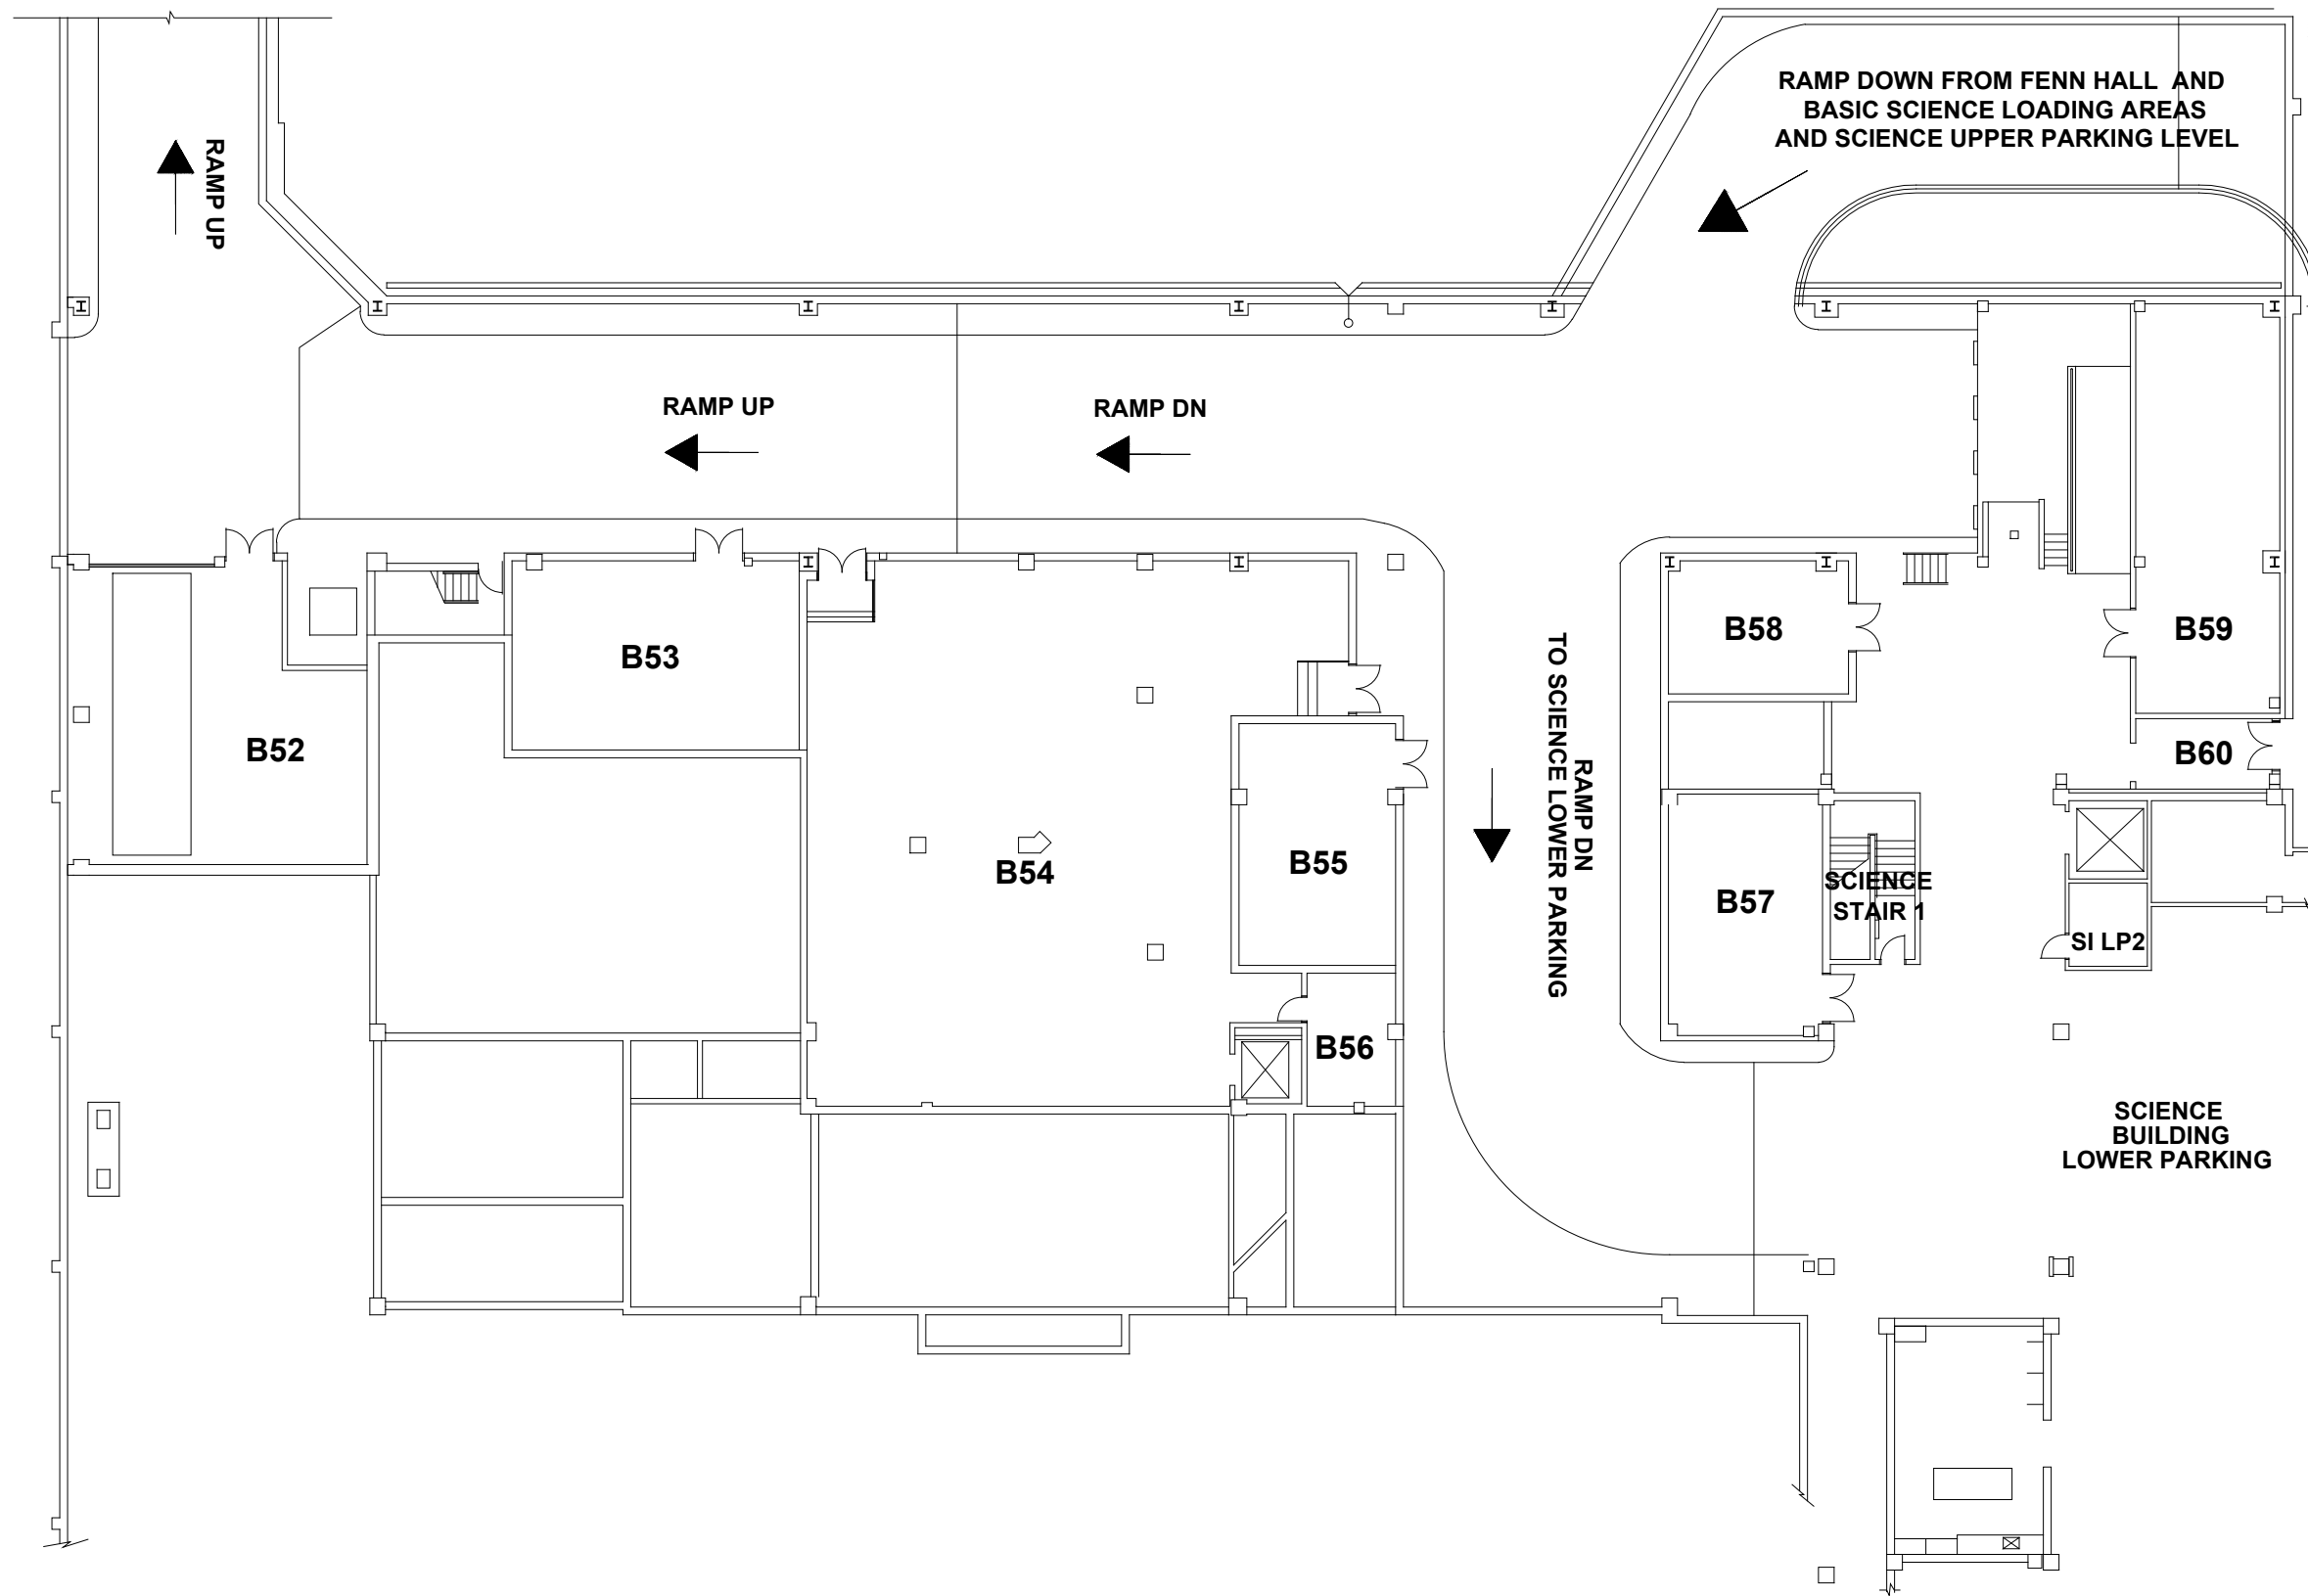 RAMP DOWN FROM FENN HALL AND
BASIC SCIENCE LOADING AREAS
AND SCIENCE UPPER PARKING LEVEL
RAMP UP
RAMP UP
RAMP DN
B58
B59
B53
B52
B60
RAMP DN
TO SCIENCE LOWER PARKING
B54
B55
B57
SCIENCE
STAIR 1
SI LP2
B56
SCIENCE
BUILDING
LOWER PARKING